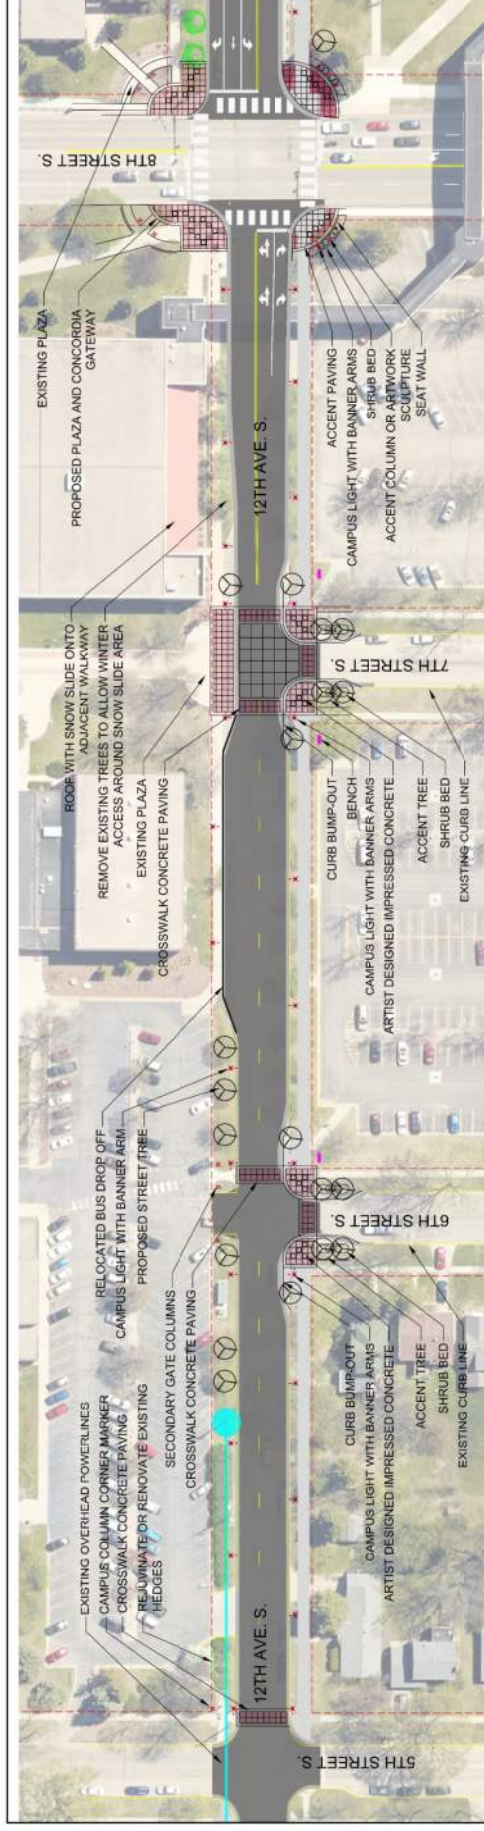 EXISTING OVERHEAD POWERLINES
CAMPUS COLUMN CORNER MARKER
CROSSWALK CONCRETE PAVING
REJUVINATE OR RENOVATE EXISTING
HEDGES
RELOCATED BUS DROP OFF
CAMPUS LIGHT WITH BANNER ARM
PROPOSED STREET TREE
SECONDARY GATE COLUMNS
CROSSWALK CONCRETE PAVING
ROOF WITH SNOW SLIDE ONTO
ADJACENT WALKWAY
REMOVE EXISTING TREES TO ALLOW WINTER
ACCESS AROUND SNOW SLIDE AREA
EXISTING PLAZA
CROSSWALK CONCRETE PAVING
EXISTING PLAZA
PROPOSED PLAZA AND CONCORDIA
GATEWAY
8TH STREET S.
12TH AVE. S.
12TH AVE. S.
5TH STREET S.
CURB BUMP-OUT
CAMPUS LIGHT WITH BANNER ARMS
ARTIST DESIGNED IMPRESSED CONCRETE
ACCENT TREE
SHRUB BED
EXISTING CURB LINE
6TH STREET S.
CURB BUMP-OUT
BENCH
CAMPUS LIGHT WITH BANNER ARMS
ARTIST DESIGNED IMPRESSED CONCRETE
ACCENT TREE
SHRUB BED
EXISTING CURB LINE
7TH STREET S.
ACCENT PAVING
CAMPUS LIGHT WITH BANNER ARMS
SHRUB BED
ACCENT COLUMN OR ARTWORK
SCULPTURE
SEAT WALL